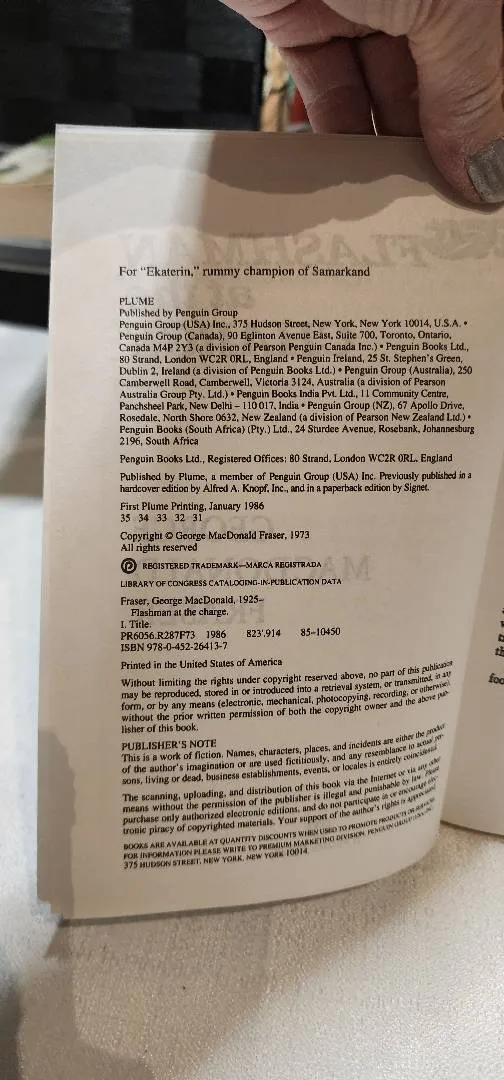 For “Ekaterin,” rummy champion of Samarkand
PLUME
Published by Penguin Group
Penguin Group (USA) Inc., 375 Hudson Street, New York, New York 10014, U.S.A. •
Penguin Group (Canada), 90 Eglinton Avenue East, Suite 700, Toronto, Ontario,
Canada M4P 2Y3 (a division of Pearson Penguin Canada Inc.) • Penguin Books Ltd.,
80 Strand, London WC2R 0RL, England • Penguin Ireland, 25 St. Stephen's Green,
Dublin 2, Ireland (a division of Penguin Books Ltd.) • Penguin Group (Australia), 250
Camberwell Road, Camberwell, Victoria 3124, Australia (a division of Pearson
Australia Group Pty. Ltd.) • Penguin Books India Pvt. Ltd., 11 Community Centre,
Panchsheel Park, New Delhi – 110 017, India • Penguin Group (NZ), 67 Apollo Drive,
Rosedale, North Shore 0632, New Zealand (a division of Pearson New Zealand Ltd.) •
Penguin Books (South Africa) (Pty.) Ltd., 24 Sturdee Avenue, Rosebank, Johannesburg
2196, South Africa
Penguin Books Ltd., Registered Offices: 80 Strand, London WC2R 0RL, England
Published by Plume, a member of Penguin Group (USA) Inc. Previously published in a
hardcover edition by Alfred A. Knopf, Inc., and in a paperback edition by Signet.
First Plume Printing, January 1986
35 34 33 32 31
Copyright © George MacDonald Fraser, 1973
All rights reserved
REGISTERED TRADEMARK—MARCA REGISTRADA
LIBRARY OF CONGRESS CATALOGING-IN-PUBLICATION DATA
Fraser, George MacDonald, 1925–
Flashman at the charge.
I. Title.
PR6056.R287F73 1986 823'.914 85-10450
ISBN 978-0-452-26413-7
Printed in the United States of America
Without limiting the rights under copyright reserved above, no part of this publication
may be reproduced, stored in or introduced into a retrieval system, or transmitted, in any
form, or by any means (electronic, mechanical, photocopying, recording, or otherwise),
without the prior written permission of both the copyright owner and the above pub-
lisher of this book.
PUBLISHER'S NOTE
This is a work of fiction. Names, characters, places, and incidents are either the product
of the author's imagination or are used fictitiously, and any resemblance to actual per-
sons, living or dead, business establishments, events, or locales is entirely coincidental.
The scanning, uploading, and distribution of this book via the Internet or via any other
means without the permission of the publisher is illegal and punishable by law. Please
purchase only authorized electronic editions, and do not participate in or encourage elec-
tronic piracy of copyrighted materials. Your support of the author's rights is appreciated.
BOOKS ARE AVAILABLE AT QUANTITY DISCOUNTS WHEN USED TO PROMOTE PRODUCTS OR SERVICES.
FOR INFORMATION PLEASE WRITE TO PREMIUM MARKETING DIVISION, PENGUIN GROUP (USA) INC.,
375 HUDSON STREET, NEW YORK, NEW YORK 10014.